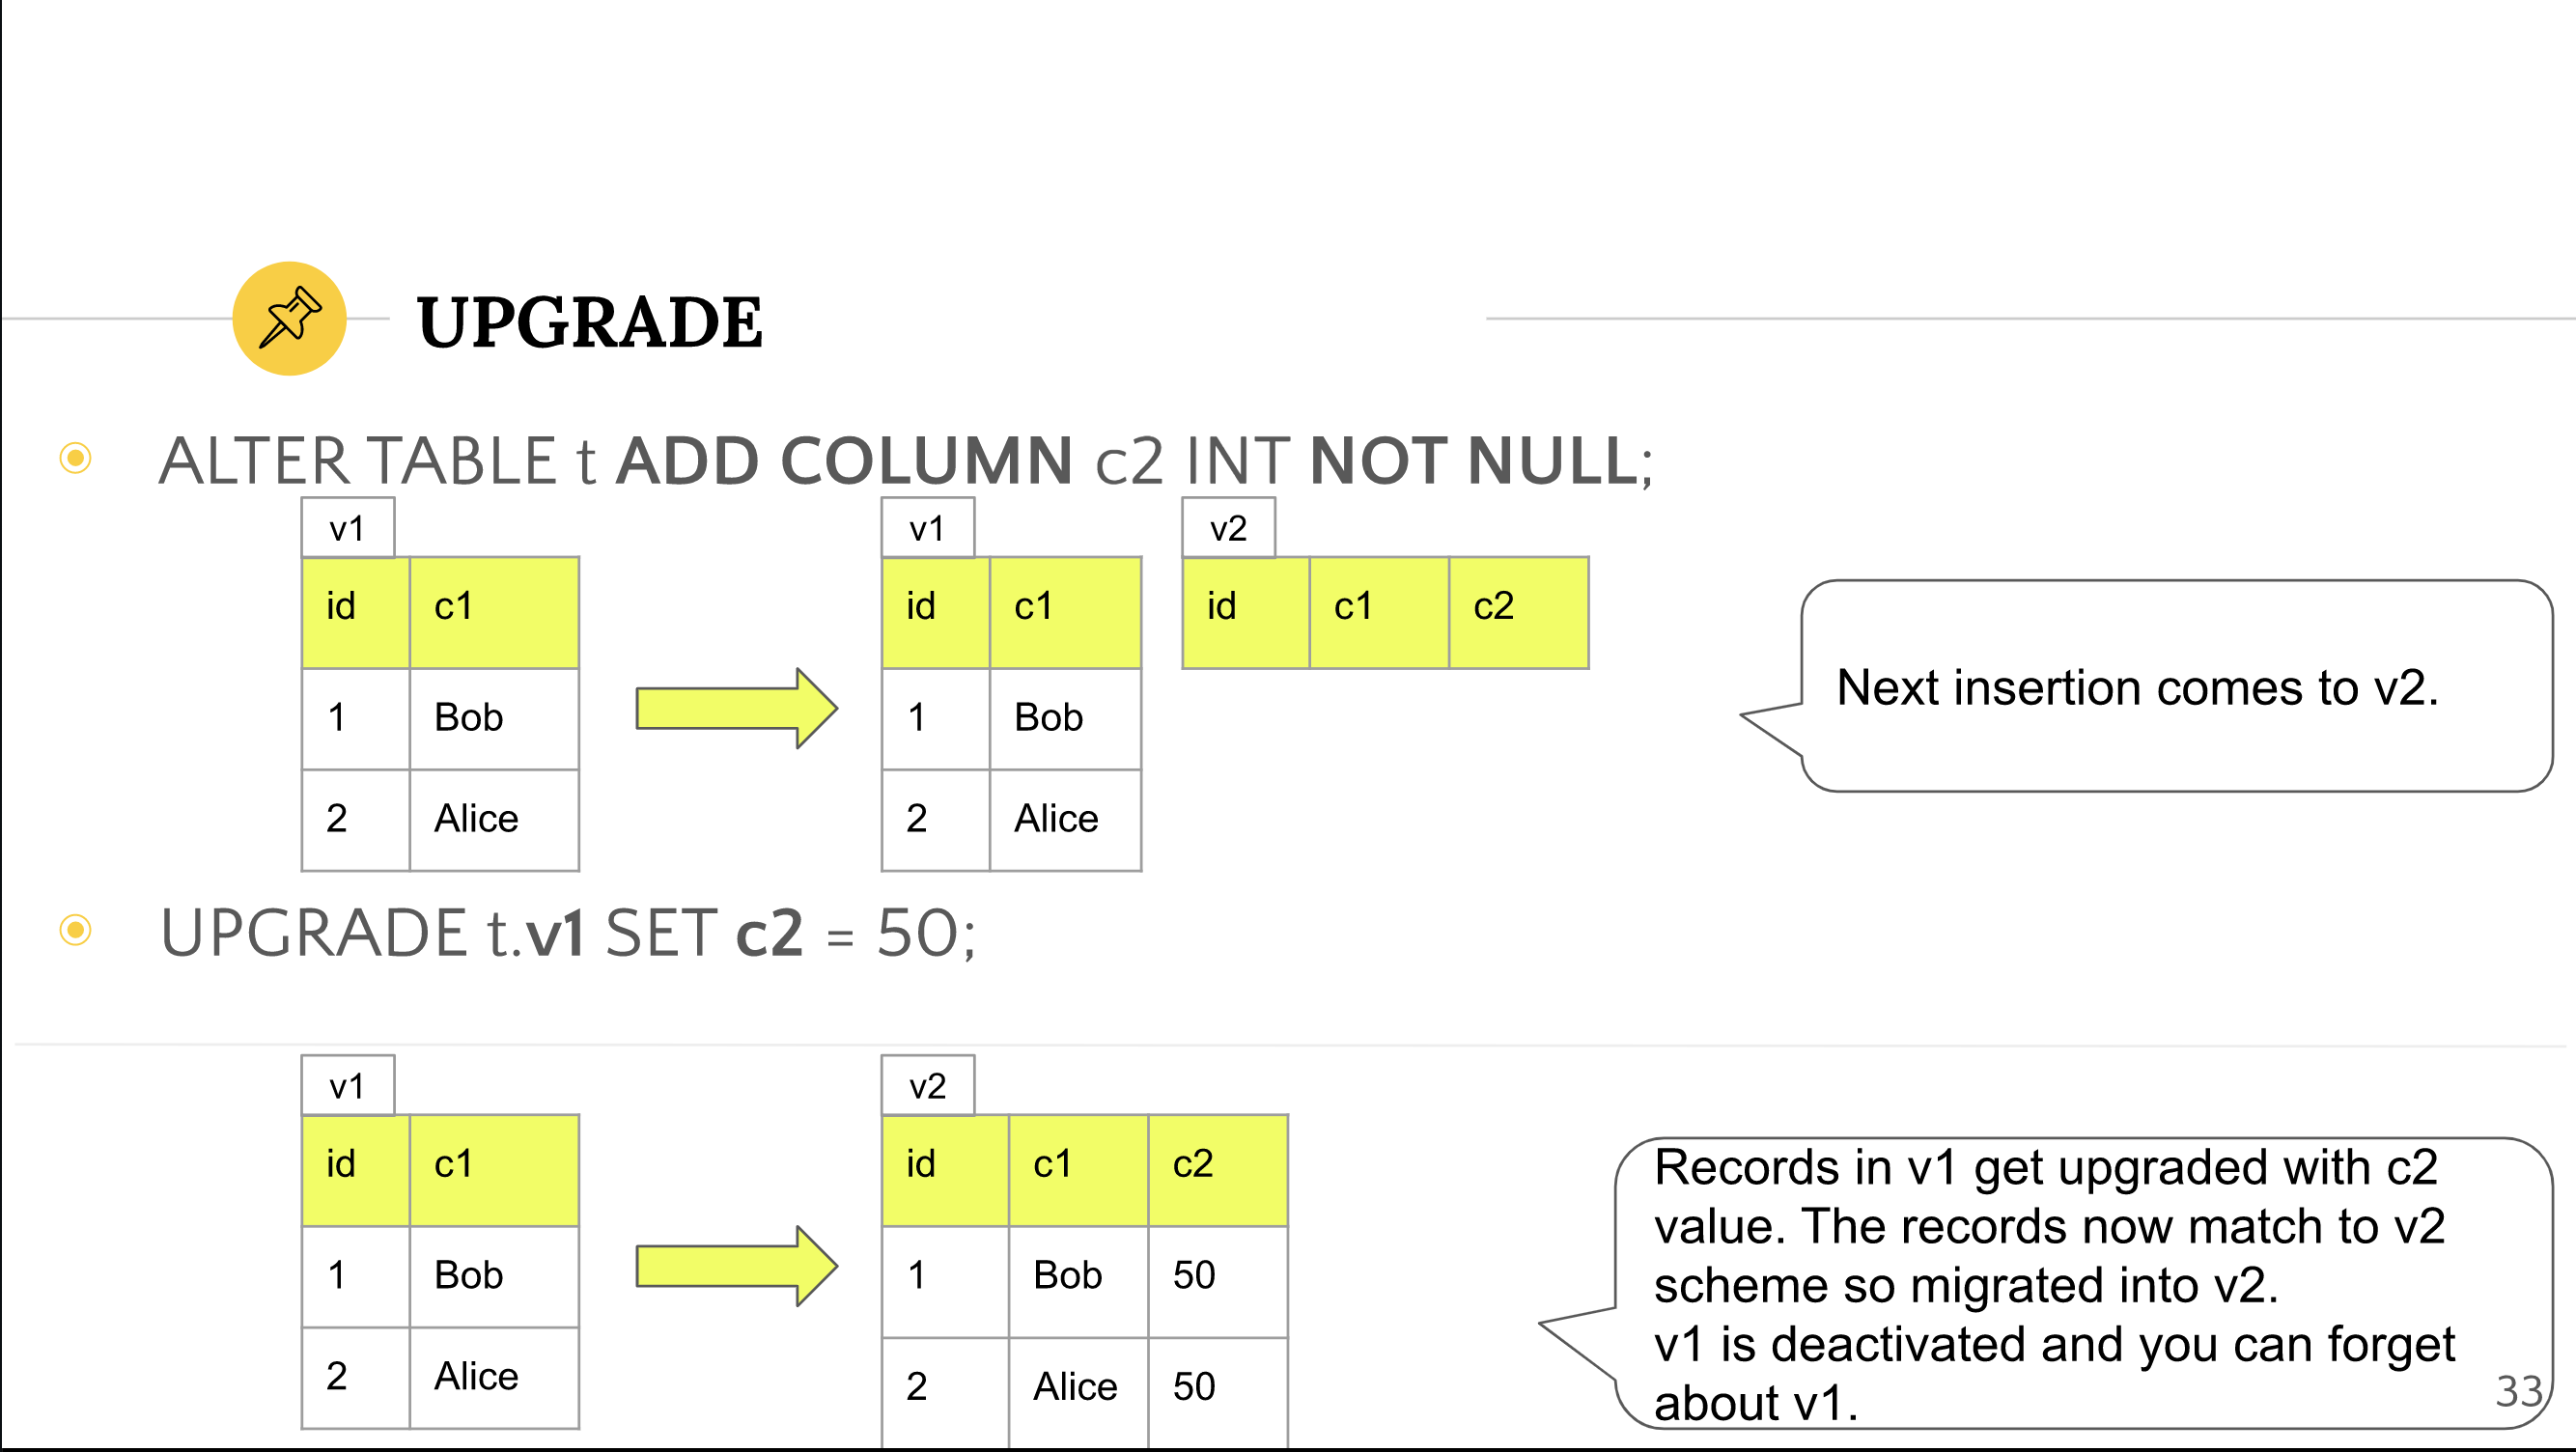 UPGRADE
ALTER TABLE t ADD COLUMN c2 INT NOT NULL;
v1
id c1
1 Bob
2 Alice
v1
id c1
1 Bob
2 Alice
v2
id c1 c2
Next insertion comes to v2.
UPGRADE t.v1 SET c2 = 50;
v1
id c1
1 Bob
2 Alice
v2
id c1 c2
1 Bob 50
2 Alice 50
Records in v1 get upgraded with c2
value. The records now match to v2
scheme so migrated into v2.
v1 is deactivated and you can forget
about v1.
33